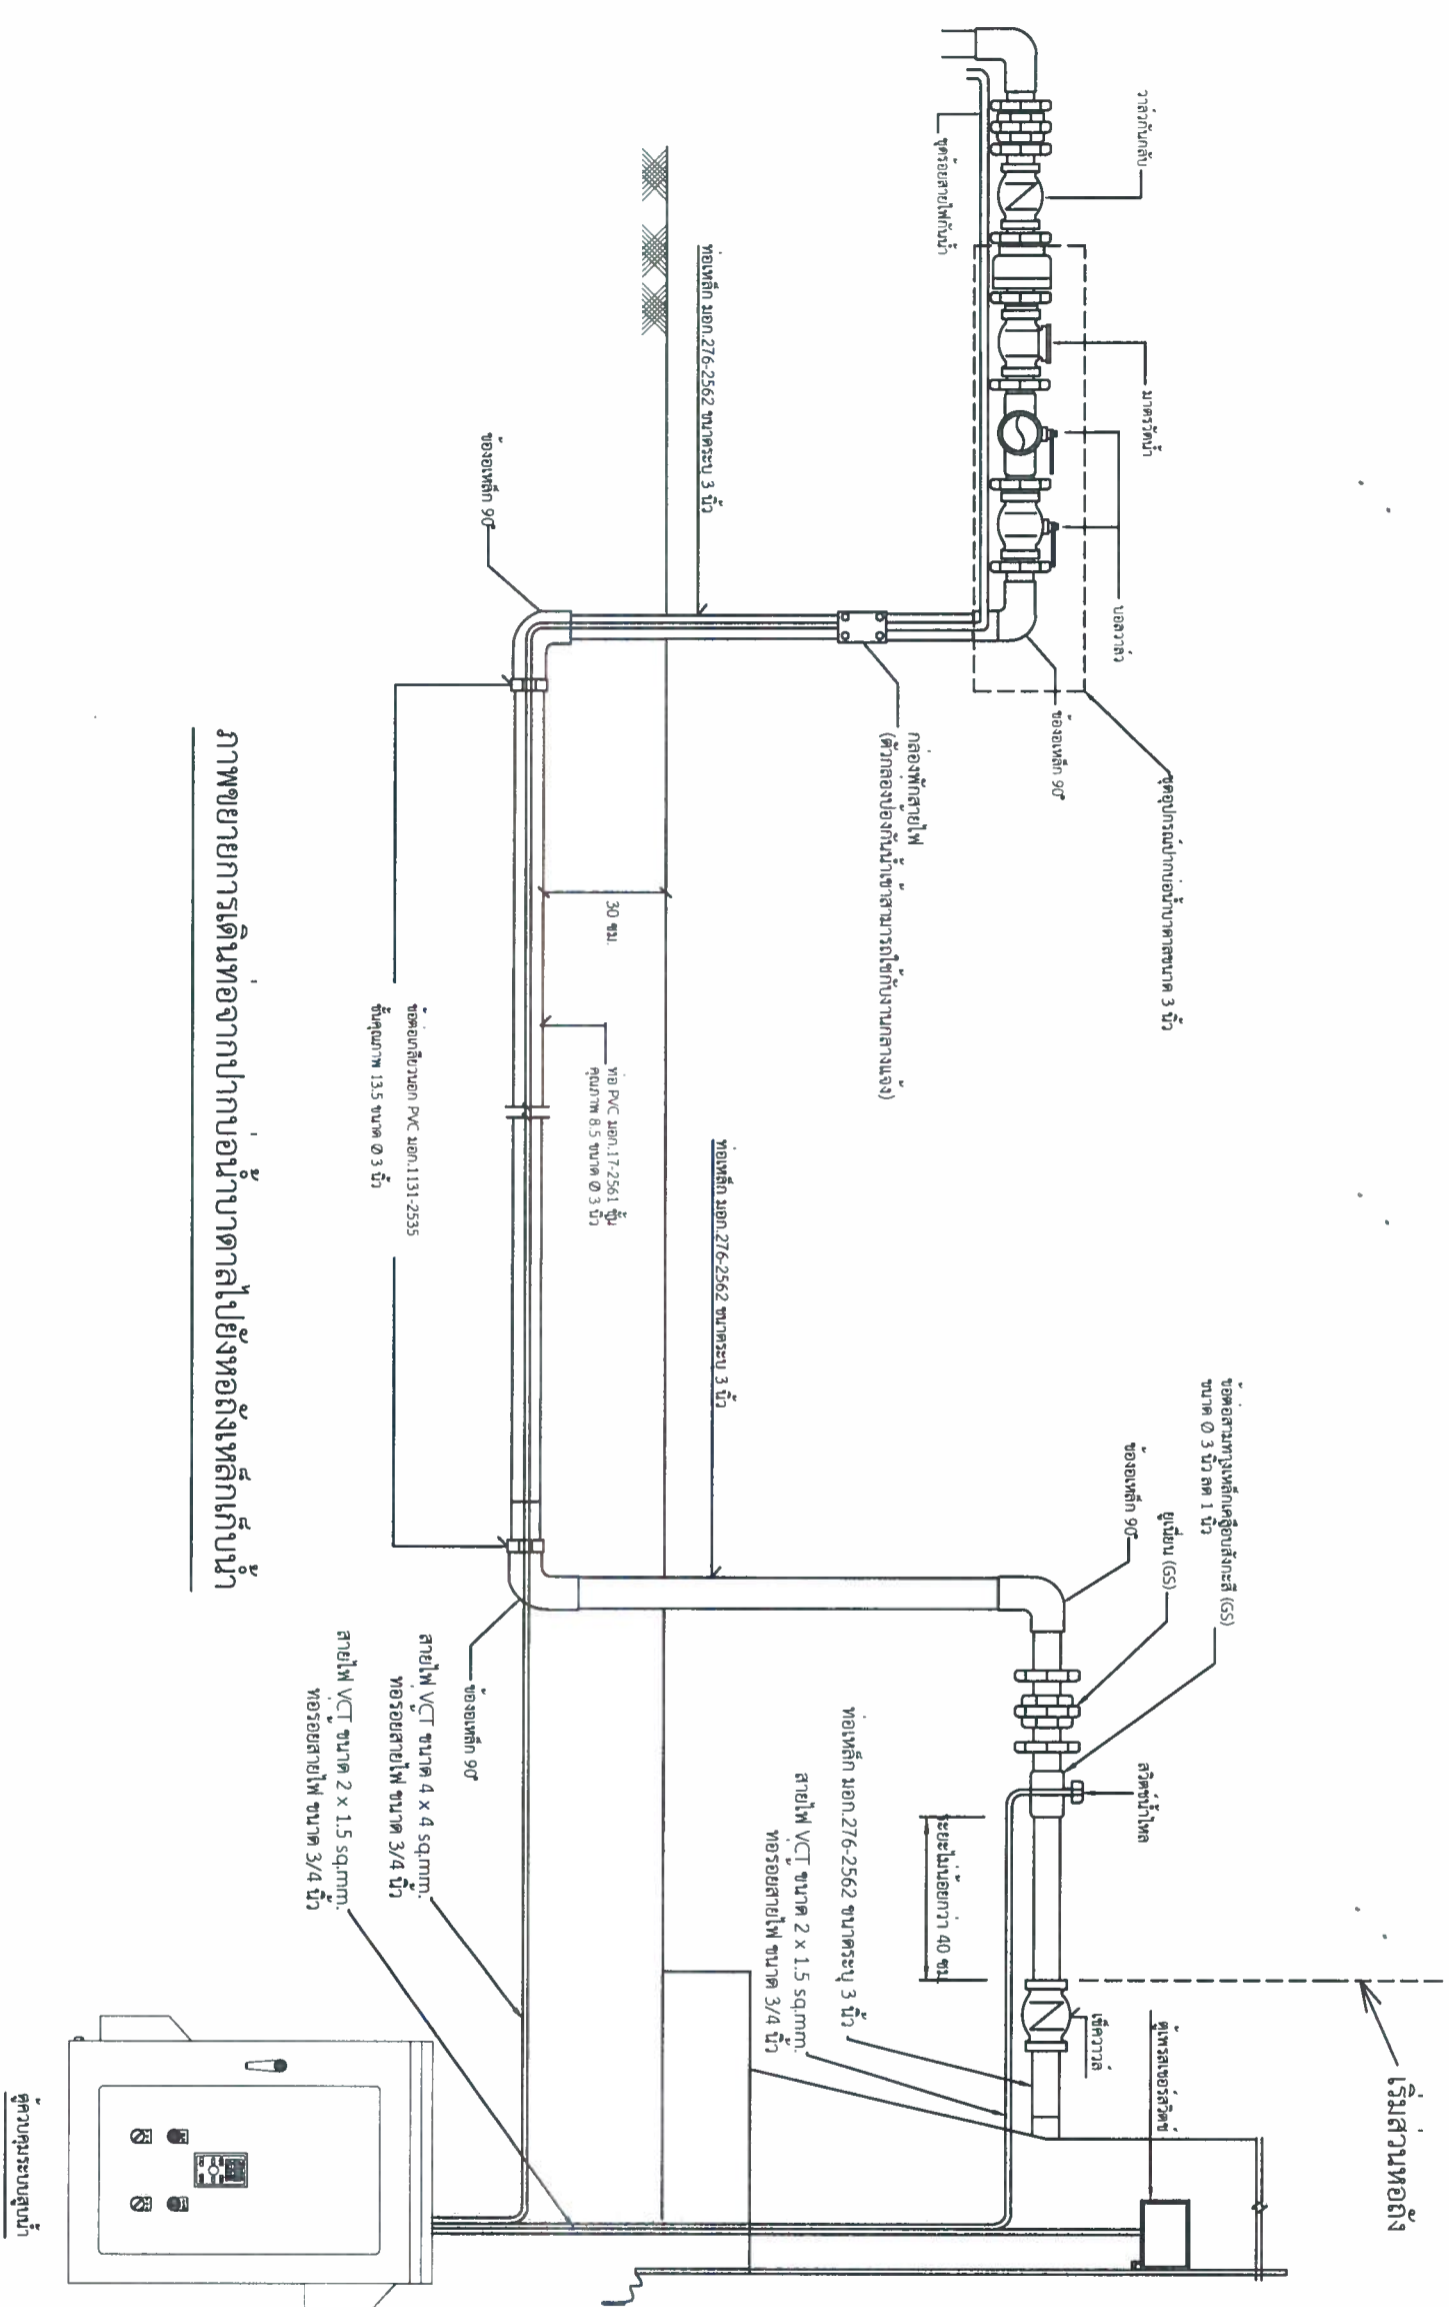 วาล์วกันกลับ
มาตรวัดน้ำ
บอลวาล์ว
ชุดอุปกรณ์ปากบ่อน้ำบาดาลขนาด 3 นิ้ว
ชุดร้อยสายไฟกันน้ำ
ข้องอเหล็ก 90°
กล่องพักสายไฟ
(ตัวกล่องป้องกันน้ำเข้าสามารถใช้กับงานกลางแจ้ง)
ท่อเหล็ก มอก.276-2562 ขนาดระบุ 3 นิ้ว
ข้องอเหล็ก 90°
30 ซม.
ท่อ PVC มอก.17-2561 ชั้น
คุณภาพ 8.5 ขนาด Ø 3 นิ้ว
ข้อต่อเกลียวนอก PVC มอก.1131-2535
ชั้นคุณภาพ 13.5 ขนาด Ø 3 นิ้ว
ท่อเหล็ก มอก.276-2562 ขนาดระบุ 3 นิ้ว
ข้อต่อสามทางเหล็กเคลือบสังกะสี (GS)
ขนาด Ø 3 นิ้ว ลด 1 นิ้ว
ยูเนี่ยน (GS)
ข้องอเหล็ก 90°
สวิตซ์น้ำไหล
ระยะไม่น้อยกว่า 40 ซม.
เริ่มส่วนหอถัง
เช็ควาวล์
ตู้เพรสเชอร์สวิตซ์
ท่อเหล็ก มอก.276-2562 ขนาดระบุ 3 นิ้ว
สายไฟ VCT ขนาด 2 x 1.5 sq.mm.
ท่อร้อยสายไฟ ขนาด 3/4 นิ้ว
ข้องอเหล็ก 90°
สายไฟ VCT ขนาด 4 x 4 sq.mm.
ท่อร้อยสายไฟ ขนาด 3/4 นิ้ว
สายไฟ VCT ขนาด 2 x 1.5 sq.mm.
ท่อร้อยสายไฟ ขนาด 3/4 นิ้ว
ตู้ควบคุมระบบสูบน้ำ
ภาพขยายการเดินท่อจากปากบ่อน้ำบาดาลไปยังหอถังเหล็กเก็บน้ำ